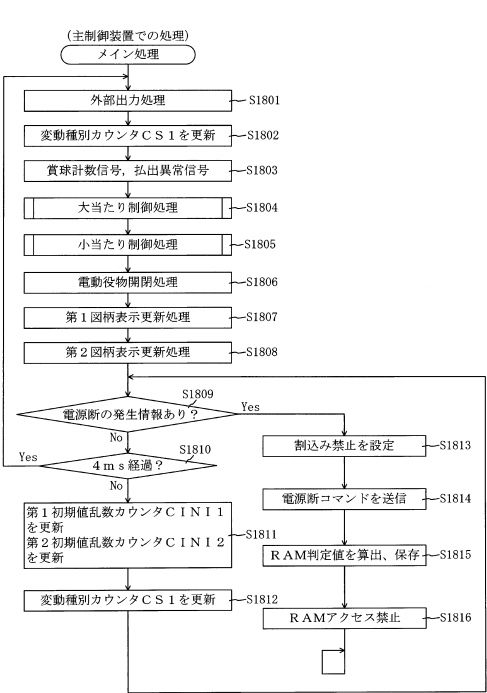 (主制御装置での処理)
メイン処理
外部出力処理
S1801
変動種別カウンタＣＳ１を更新
S1802
賞球計数信号，払出異常信号
S1803
大当たり制御処理
S1804
小当たり制御処理
S1805
電動役物開閉処理
S1806
第１図柄表示更新処理
S1807
第２図柄表示更新処理
S1808
S1809
電源断の発生情報あり？
Yes
No
S1810
Yes
４ｍｓ経過？
No
第１初期値乱数カウンタＣＩＮＩ１
を更新
第２初期値乱数カウンタＣＩＮＩ２
を更新
S1811
変動種別カウンタＣＳ１を更新
S1812
割込み禁止を設定
S1813
電源断コマンドを送信
S1814
ＲＡＭ判定値を算出、保存
S1815
ＲＡＭアクセス禁止
S1816